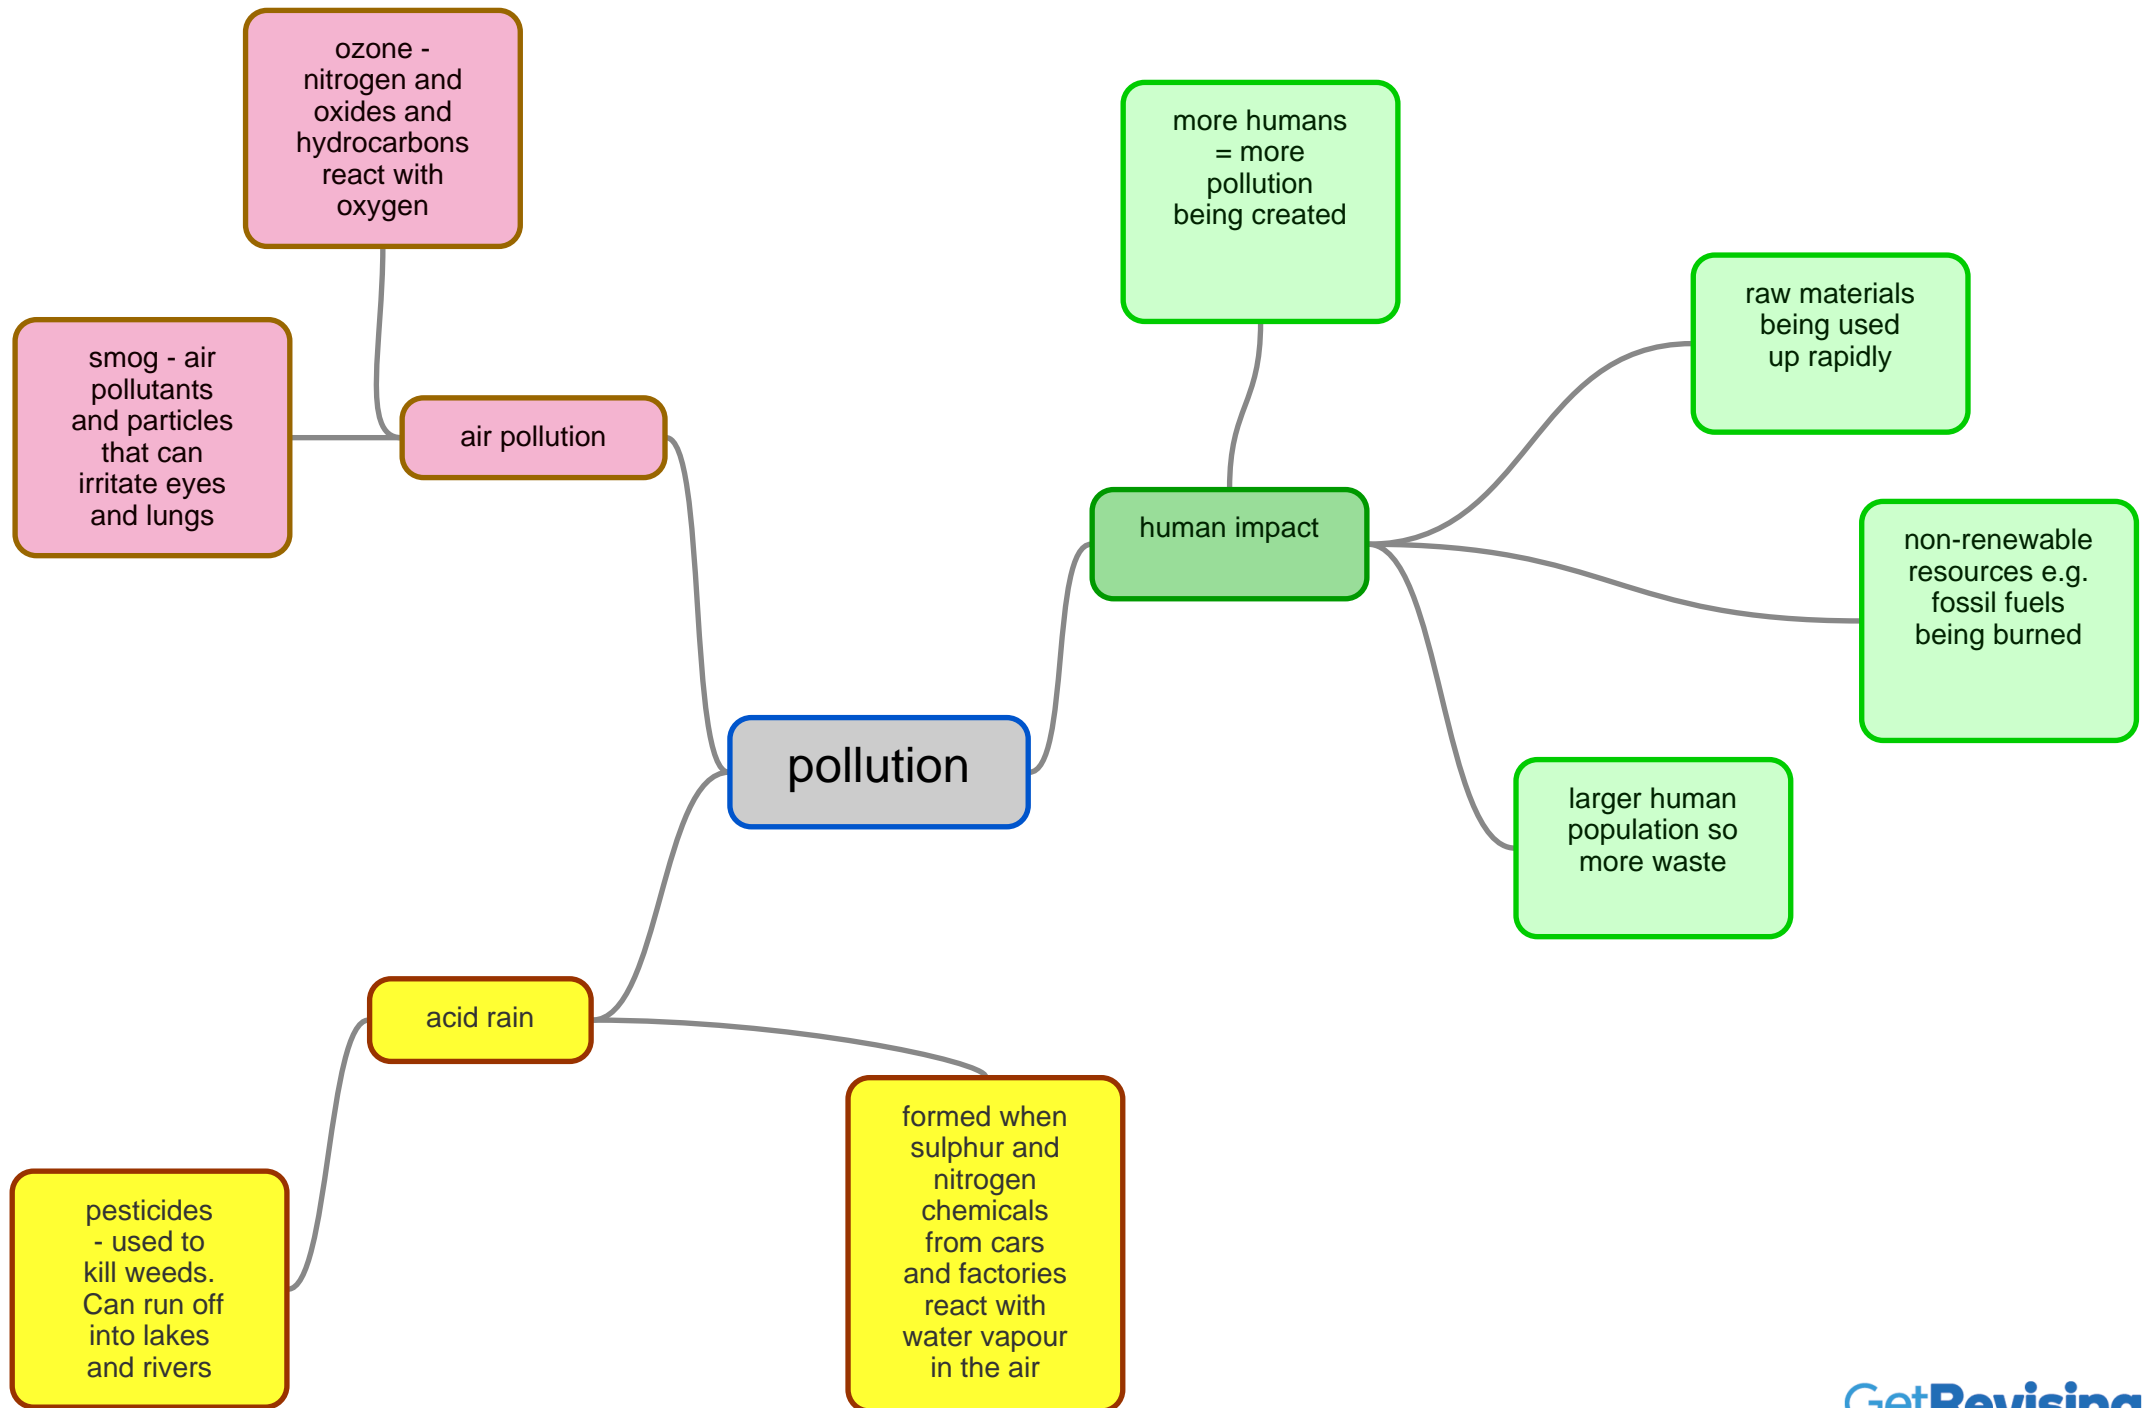 ozone -
nitrogen and
oxides and
hydrocarbons
react with
oxygen
smog - air
pollutants
and particles
that can
irritate eyes
and lungs
air pollution
more humans
= more
pollution
being created
raw materials
being used
up rapidly
human impact
non-renewable
resources e.g.
fossil fuels
being burned
pollution
larger human
population so
more waste
acid rain
pesticides
- used to
kill weeds.
Can run off
into lakes
and rivers
formed when
sulphur and
nitrogen
chemicals
from cars
and factories
react with
water vapour
in the air
GetRevising